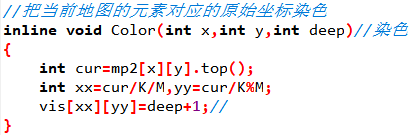 //把当前地图的元素对应的原始坐标染色
inline void Color(int x,int y,int deep)//染色
{
int cur=mp2[x][y].top();
int xx=cur/K/M,yy=cur/K%M;
vis[xx][yy]=deep+1;//
}